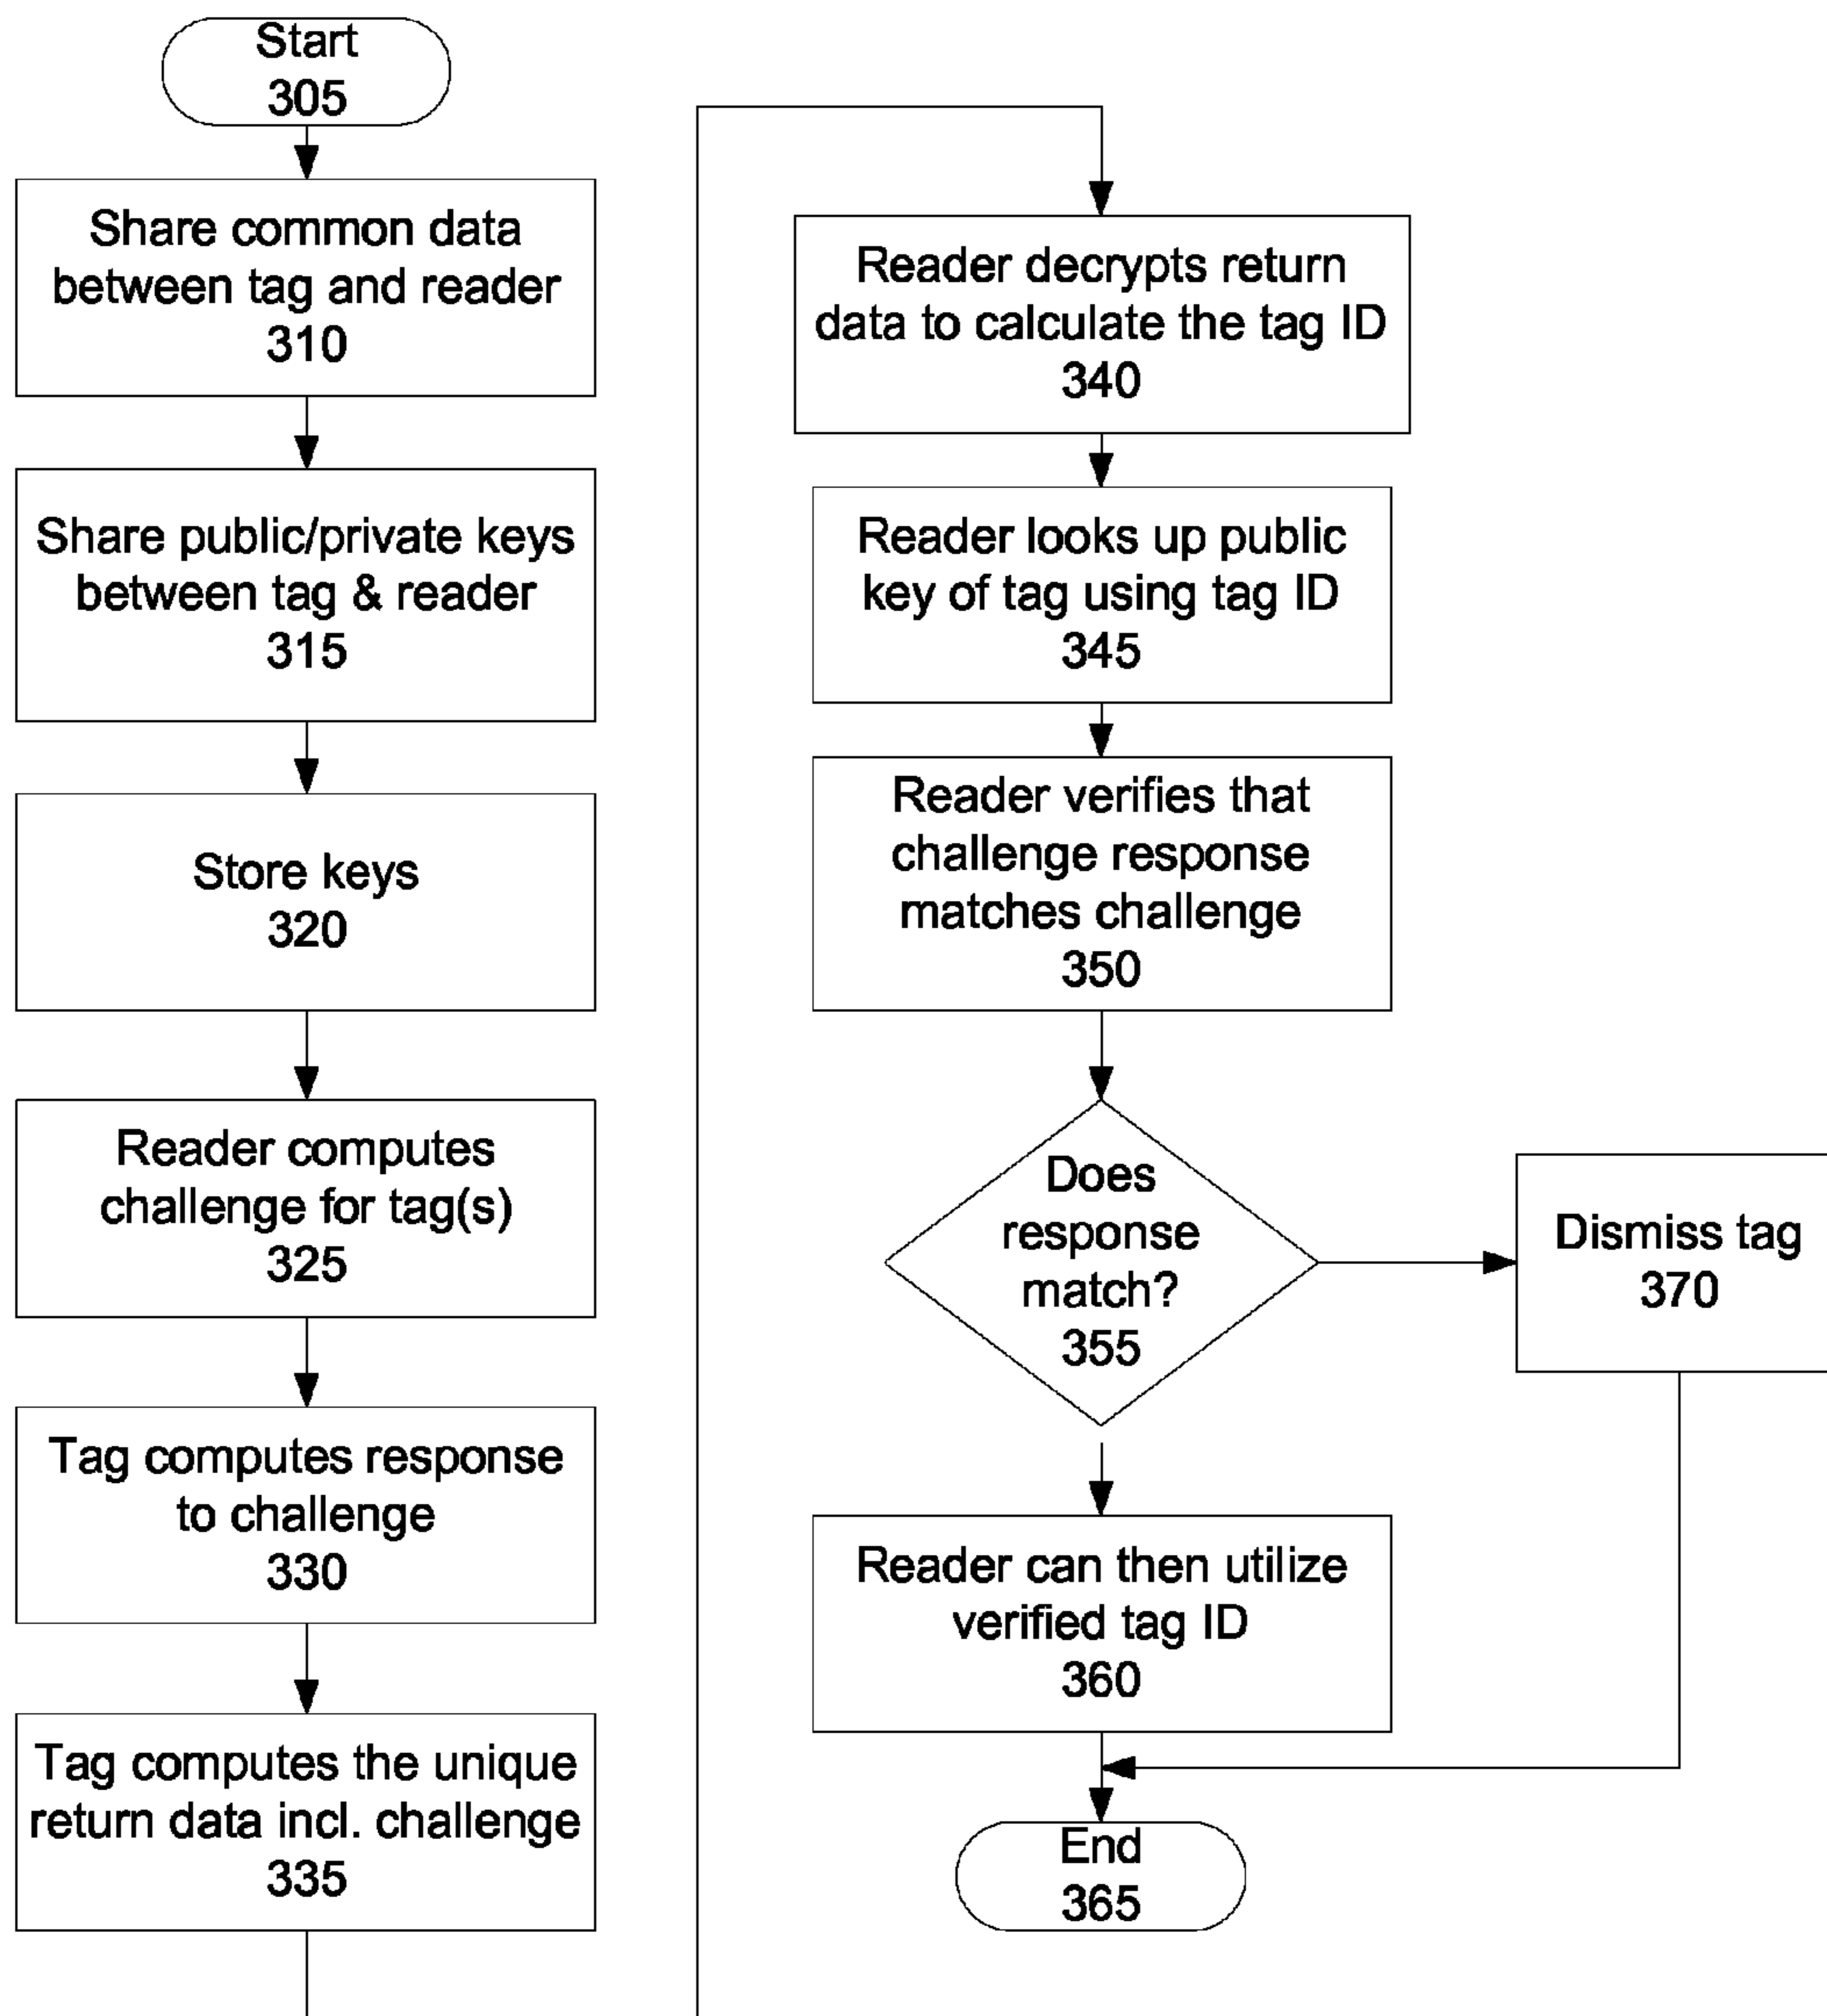 Start
305
Share common data
between tag and reader
310
Share public/private keys
between tag & reader
315
Store keys
320
Reader computes
challenge for tag(s)
325
Tag computes response
to challenge
330
Tag computes the unique
return data incl. challenge
335
Reader decrypts return
data to calculate the tag ID
340
Reader looks up public
key of tag using tag ID
345
Reader verifies that
challenge response
matches challenge
350
Does
response
match?
355
Dismiss tag
370
Reader can then utilize
verified tag ID
360
End
365